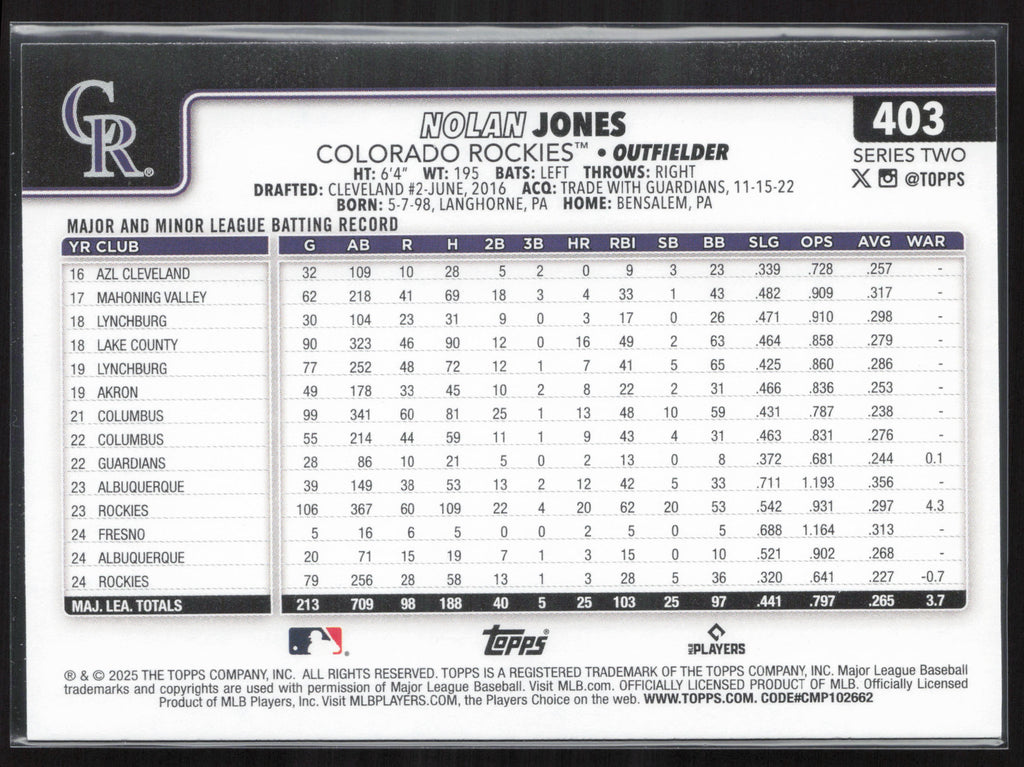 CR®
403
NOLAN JONES
COLORADO ROCKIES™ • OUTFIELDER
SERIES TWO
@TOPPS
HT: 6'4" WT: 195 BATS: LEFT THROWS: RIGHT
DRAFTED: CLEVELAND #2-JUNE, 2016 ACQ: TRADE WITH GUARDIANS, 11-15-22
BORN: 5-7-98, LANGHORNE, PA HOME: BENSALEM, PA
MAJOR AND MINOR LEAGUE BATTING RECORD
YR CLUB G AB R H 2B 3B HR RBI SB BB SLG OPS AVG WAR
16 AZL CLEVELAND 32 109 10 28 5 2 0 9 3 23 .339 .728 .257 -
17 MAHONING VALLEY 62 218 41 69 18 3 4 33 1 43 .482 .909 .317 -
18 LYNCHBURG 30 104 23 31 9 0 3 17 0 26 .471 .910 .298 -
18 LAKE COUNTY 90 323 46 90 12 0 16 49 2 63 .464 .858 .279 -
19 LYNCHBURG 77 252 48 72 12 1 7 41 5 65 .425 .860 .286 -
19 AKRON 49 178 33 45 10 2 8 22 2 31 .466 .836 .253 -
21 COLUMBUS 99 341 60 81 25 1 13 48 10 59 .431 .787 .238 -
22 COLUMBUS 55 214 44 59 11 1 9 43 4 31 .463 .831 .276 -
22 GUARDIANS 28 86 10 21 5 0 2 13 0 8 .372 .681 .244 0.1
23 ALBUQUERQUE 39 149 38 53 13 2 12 42 5 33 .711 1.193 .356 -
23 ROCKIES 106 367 60 109 22 4 20 62 20 53 .542 .931 .297 4.3
24 FRESNO 5 16 6 5 0 0 2 5 0 5 .688 1.164 .313 -
24 ALBUQUERQUE 20 71 15 19 7 1 3 15 0 10 .521 .902 .268 -
24 ROCKIES 79 256 28 58 13 1 3 28 5 36 .320 .641 .227 -0.7
MAJ. LEA. TOTALS 213 709 98 188 40 5 25 103 25 97 .441 .797 .265 3.7
topps® PLAYERS
® & © 2025 THE TOPPS COMPANY, INC. ALL RIGHTS RESERVED. TOPPS IS A REGISTERED TRADEMARK OF THE TOPPS COMPANY, INC. Major League Baseball
trademarks and copyrights are used with permission of Major League Baseball. Visit MLB.com. OFFICIALLY LICENSED PRODUCT OF MLB. Officially Licensed
Product of MLB Players, Inc. Visit MLBPLAYERS.COM, the Players Choice on the web. WWW.TOPPS.COM. CODE#CMP102662